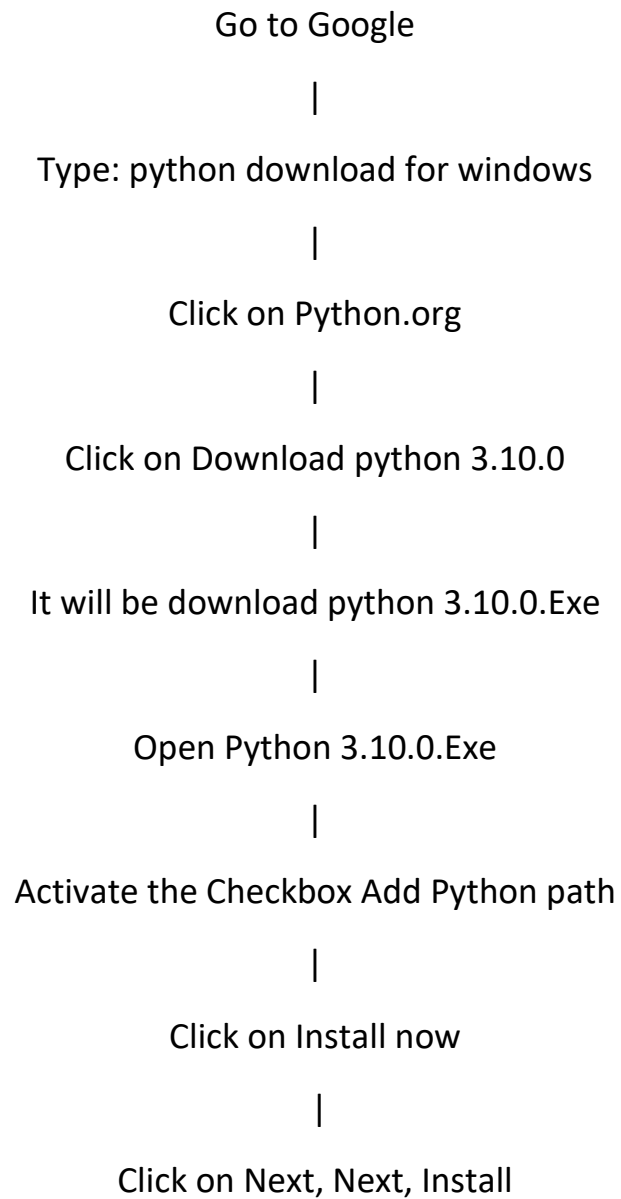 Go to Google
|
Type: python download for windows
|
Click on Python.org
|
Click on Download python 3.10.0
|
It will be download python 3.10.0.Exe
|
Open Python 3.10.0.Exe
|
Activate the Checkbox Add Python path
|
Click on Install now
|
Click on Next, Next, Install